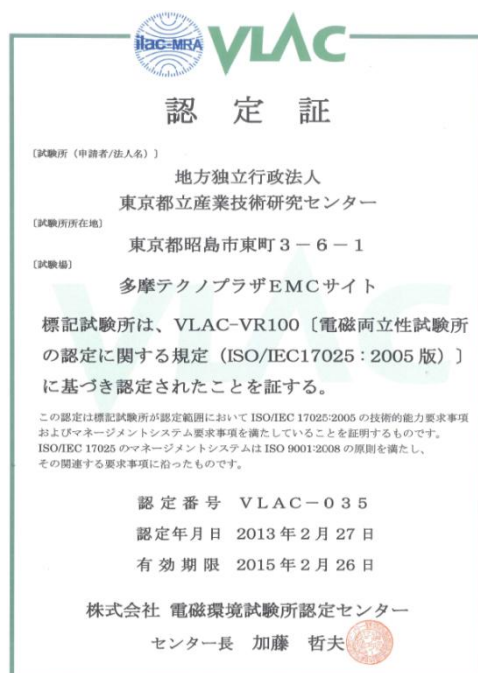 ilac-MRA VLAC
認定証
〔試験所（申請者/法人名）〕
地方独立行政法人
東京都立産業技術研究センター
〔試験所所在地〕
東京都昭島市東町３－６－１
〔試験場〕
多摩テクノプラザＥＭＣサイト
標記試験所は、VLAC-VR100〔電磁両立性試験所
の認定に関する規定（ISO/IEC17025：2005 版）〕
に基づき認定されたことを証する。
この認定は標記試験所が認定範囲において ISO/IEC 17025:2005 の技術的能力要求事項
およびマネージメントシステム要求事項を満たしていることを証明するものです。
ISO/IEC 17025 のマネージメントシステムは ISO 9001:2008 の原則を満たし、
その関連する要求事項に沿ったものです。
認定番号 ＶＬＡＣ－０３５
認定年月日 2013 年 2 月 27 日
有効期限 2015 年 2 月 26 日
株式会社 電磁環境試験所認定センター
センター長 加藤 哲夫